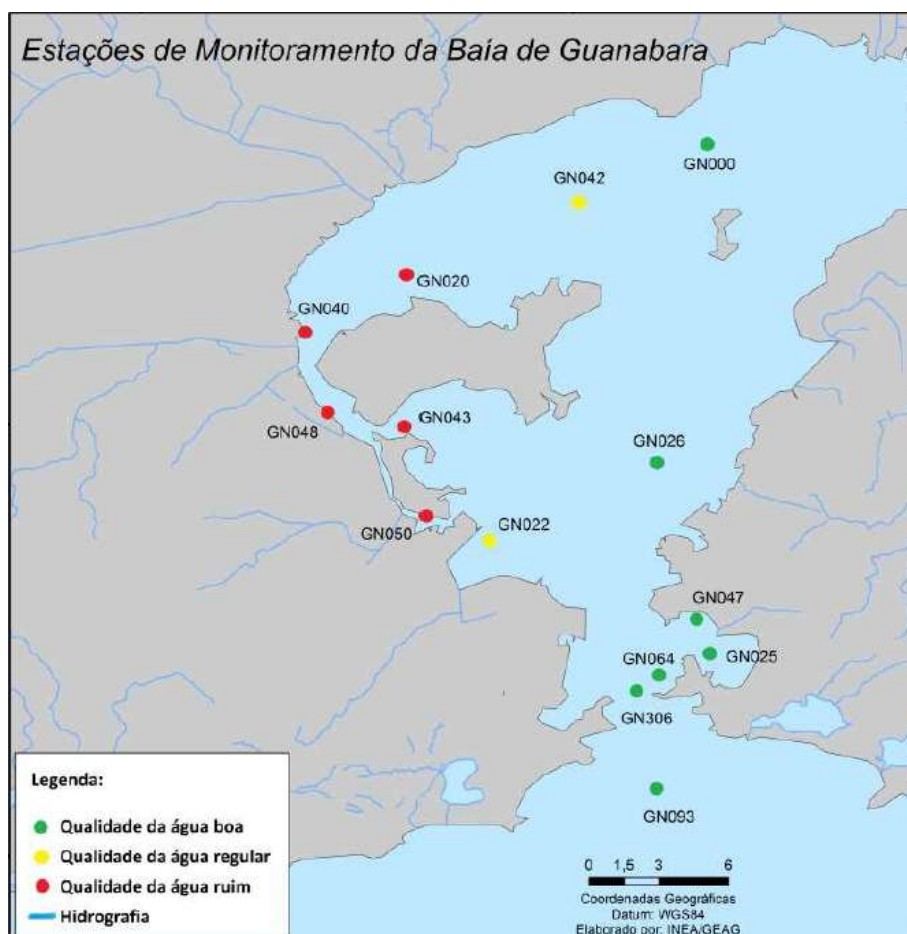 Estações de Monitoramento da Baía de Guanabara
GN000
GN042
GN020
GN040
GN043
GN048
GN026
GN050
GN022
GN047
GN064
GN025
GN306
GN093
Legenda:
Qualidade da água boa
Qualidade da água regular
Qualidade da água ruim
Hidrografia
0 1,5 3 6
Coordenadas Geográficas
Datum: WGS84
Elaborado por: INEA/GEAG